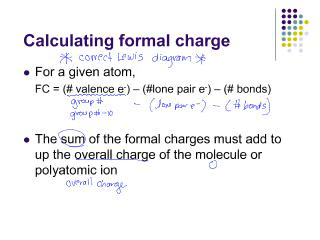 Calculating formal charge
* correct Lewis diagram *
For a given atom,
FC = (# valence e-) – (#lone pair e-) – (# bonds)
group # - (lone pair e-) - (# bonds)
group # -10
The sum of the formal charges must add to
up the overall charge of the molecule or
polyatomic ion
overall charge
0